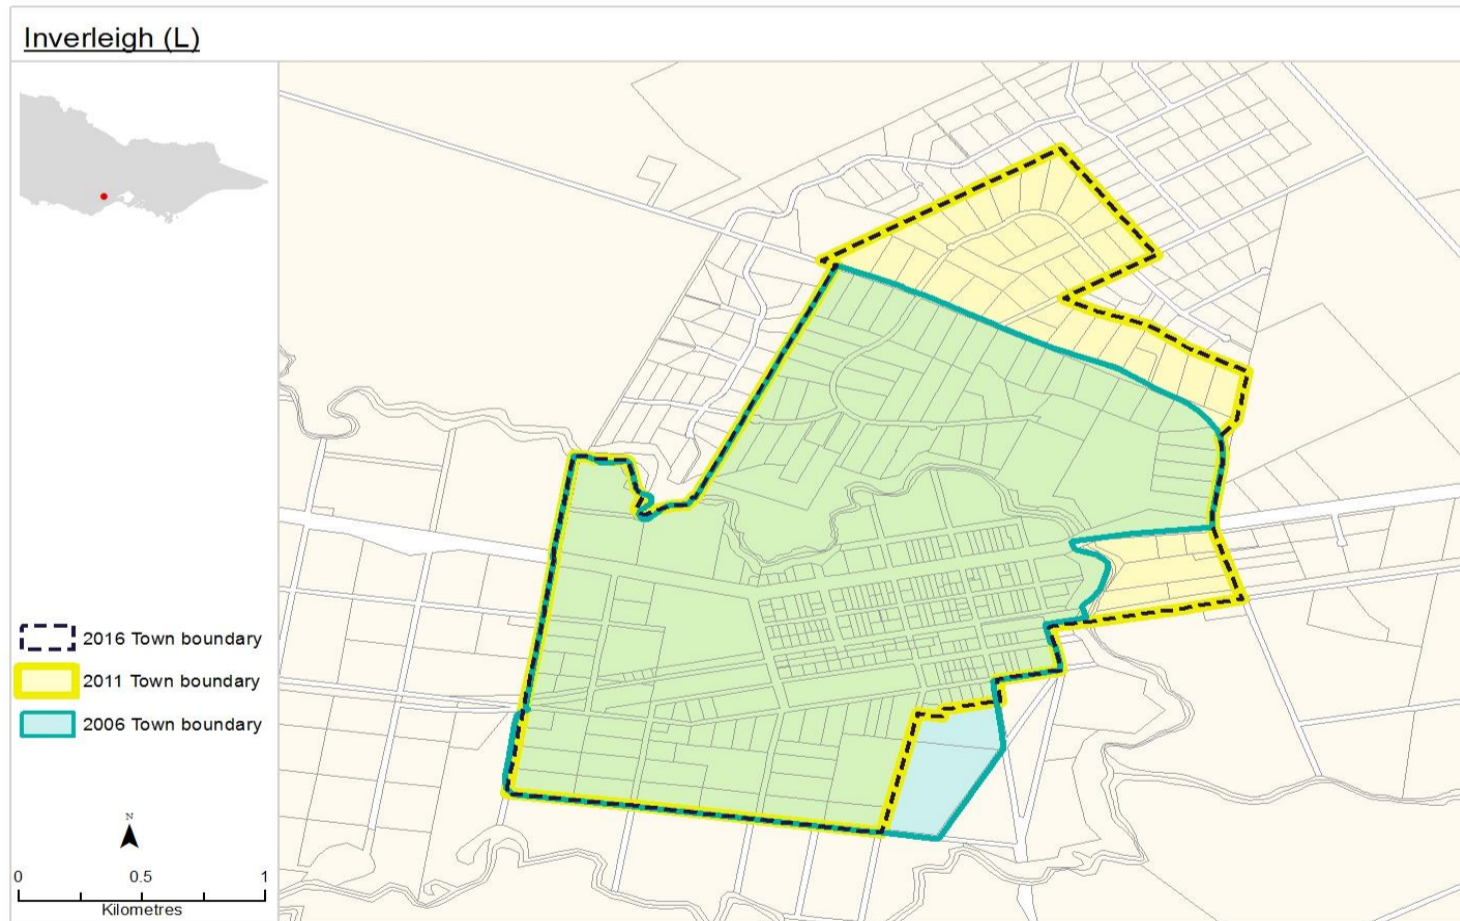 Inverleigh (L)
2016 Town boundary
2011 Town boundary
2006 Town boundary
N
0 0.5 1
Kilometres